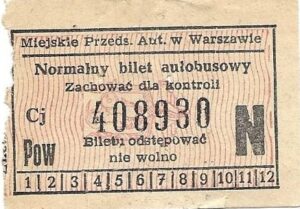 Miejskie Przeds. Aut. w Warszawie
Normalny bilet autobusowy
Zachować dla kontroli
Cj 408930 N
Pow Biletu odstępować
nie wolno
1 2 3 4 5 6 7 8 9 10 11 12